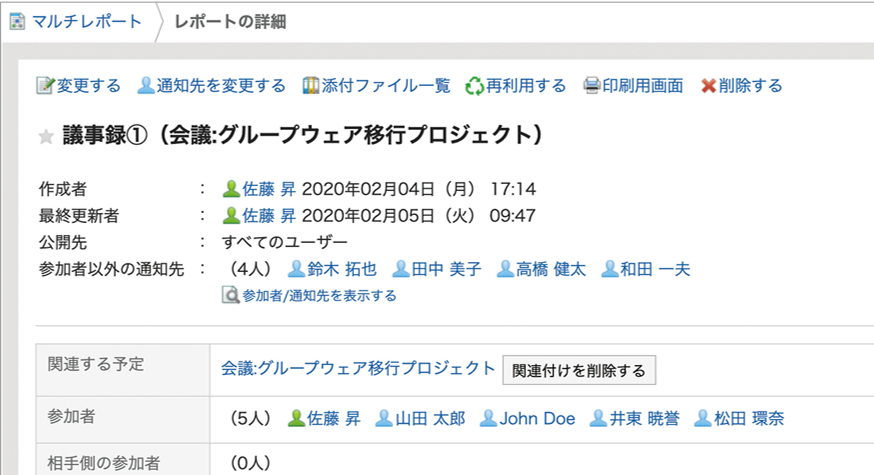 マルチレポート レポートの詳細
変更する 通知先を変更する 添付ファイル一覧 再利用する 印刷用画面 削除する
議事録①（会議:グループウェア移行プロジェクト）
作成者 ： 佐藤 昇 2020年02月04日（月） 17:14
最終更新者 ： 佐藤 昇 2020年02月05日（火） 09:47
公開先 ： すべてのユーザー
参加者以外の通知先 ： （4人） 鈴木 拓也 田中 美子 高橋 健太 和田 一夫
参加者/通知先を表示する
関連する予定 会議:グループウェア移行プロジェクト 関連付けを削除する
参加者 （5人） 佐藤 昇 山田 太郎 John Doe 井東 暁誉 松田 環奈
相手側の参加者 （0人）